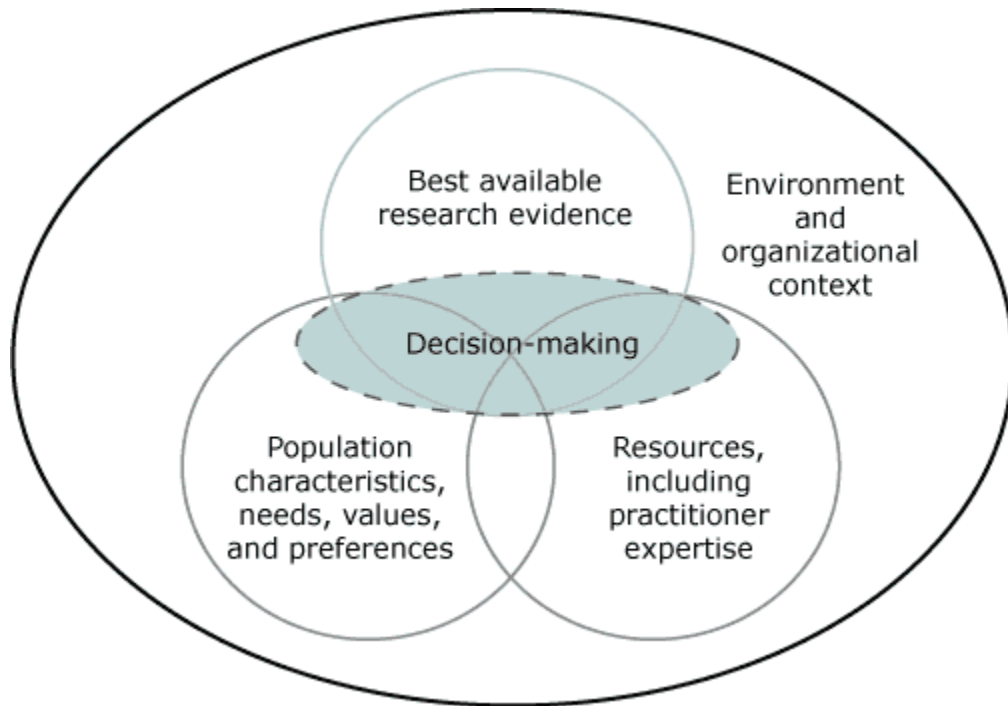 Best available
research evidence
Environment
and
organizational
context
Decision-making
Population
characteristics,
needs, values,
and preferences
Resources,
including
practitioner
expertise